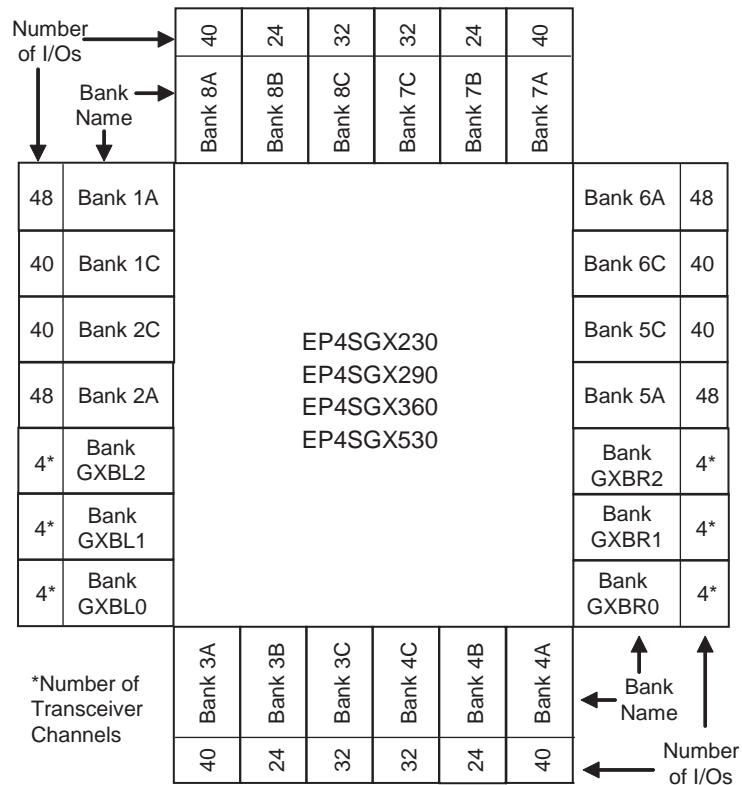 Number
of I/Os
40
24
32
32
24
40
Bank
Name
Bank 8A
Bank 8B
Bank 8C
Bank 7C
Bank 7B
Bank 7A
48
Bank 1A
Bank 6A
48
40
Bank 1C
Bank 6C
40
40
Bank 2C
Bank 5C
40
48
Bank 2A
Bank 5A
48
EP4SGX230
EP4SGX290
EP4SGX360
EP4SGX530
4*
Bank
GXBL2
Bank
GXBR2
4*
4*
Bank
GXBL1
Bank
GXBR1
4*
4*
Bank
GXBL0
Bank
GXBR0
4*
*Number of
Transceiver
Channels
Bank 3A
Bank 3B
Bank 3C
Bank 4C
Bank 4B
Bank 4A
Bank
Name
40
24
32
32
24
40
Number
of I/Os